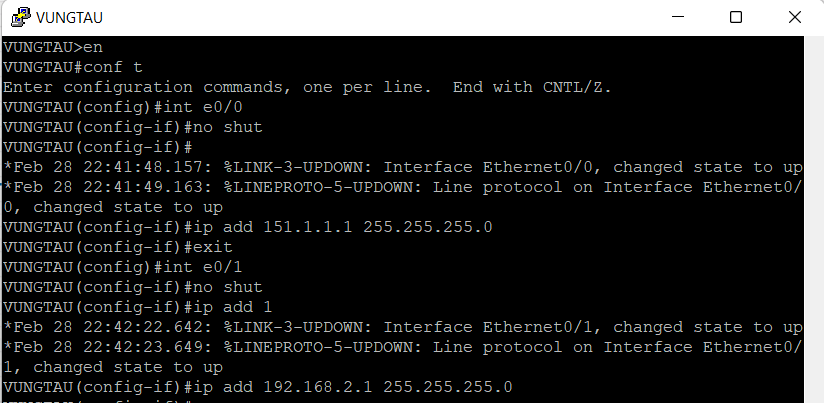 VUNGTAU
VUNGTAU>en
VUNGTAU#conf t
Enter configuration commands, one per line.  End with CNTL/Z.
VUNGTAU(config)#int e0/0
VUNGTAU(config-if)#no shut
VUNGTAU(config-if)#
*Feb 28 22:41:48.157: %LINK-3-UPDOWN: Interface Ethernet0/0, changed state to up
*Feb 28 22:41:49.163: %LINEPROTO-5-UPDOWN: Line protocol on Interface Ethernet0/
0, changed state to up
VUNGTAU(config-if)#ip add 151.1.1.1 255.255.255.0
VUNGTAU(config-if)#exit
VUNGTAU(config)#int e0/1
VUNGTAU(config-if)#no shut
VUNGTAU(config-if)#ip add 1
*Feb 28 22:42:22.642: %LINK-3-UPDOWN: Interface Ethernet0/1, changed state to up
*Feb 28 22:42:23.649: %LINEPROTO-5-UPDOWN: Line protocol on Interface Ethernet0/
1, changed state to up
VUNGTAU(config-if)#ip add 192.168.2.1 255.255.255.0
VUNGTAU(config-if)#